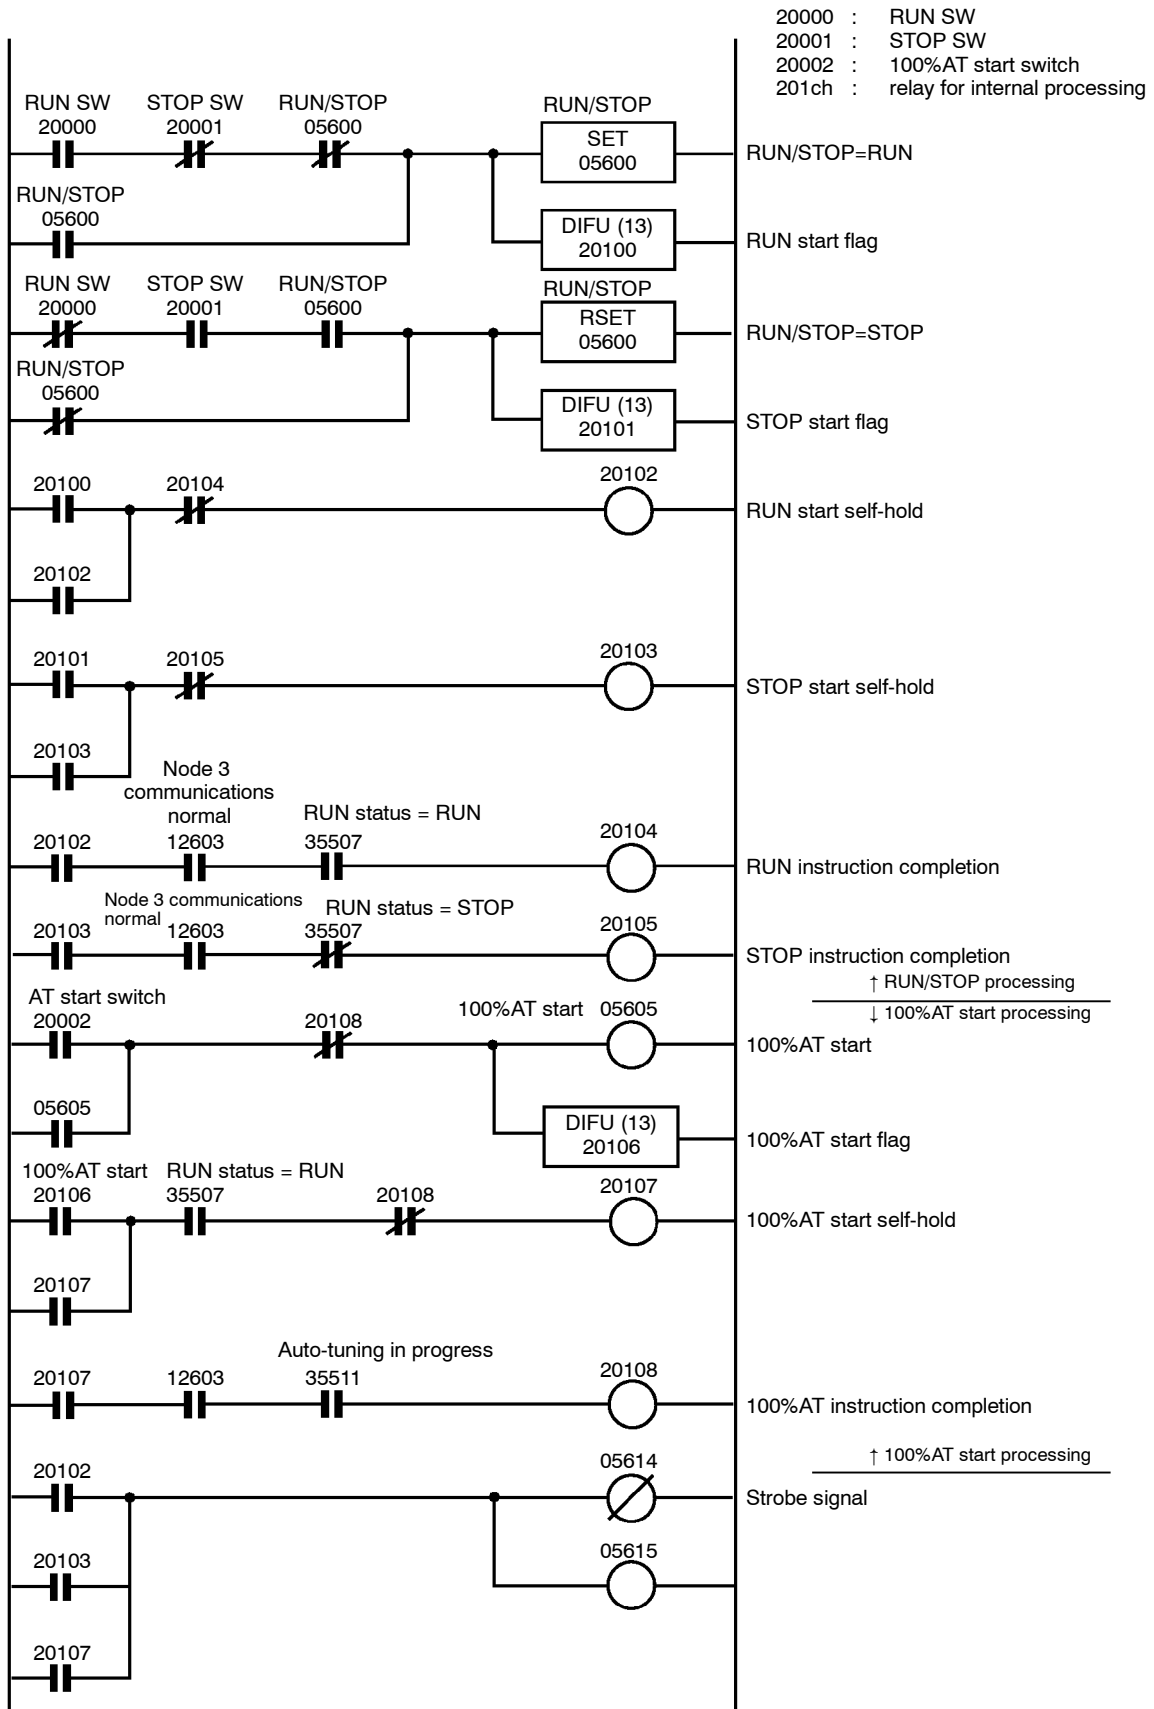 20000 : RUN SW
20001 : STOP SW
20002 : 100%AT start switch
201ch : relay for internal processing
RUN SW STOP SW RUN/STOP RUN/STOP
20000 20001 05600 SET
05600 RUN/STOP=RUN
RUN/STOP
05600 DIFU (13)
20100 RUN start flag
RUN SW STOP SW RUN/STOP RUN/STOP
20000 20001 05600 RSET
05600 RUN/STOP=STOP
RUN/STOP
05600 DIFU (13)
20101 STOP start flag
20100 20104 20102
RUN start self-hold
20102
20101 20105 20103
STOP start self-hold
20103
Node 3
communications
normal RUN status = RUN
20102 12603 35507 20104
RUN instruction completion
Node 3 communications
normal RUN status = STOP
20103 12603 35507 20105
STOP instruction completion
↑ RUN/STOP processing
↓ 100%AT start processing
AT start switch
20002 20108 100%AT start 05605
100%AT start
05605 DIFU (13)
20106 100%AT start flag
100%AT start RUN status = RUN
20106 35507 20108 20107
100%AT start self-hold
20107
Auto-tuning in progress
20107 12603 35511 20108
100%AT instruction completion
↑ 100%AT start processing
20102 05614
Strobe signal
20103 05615
20107